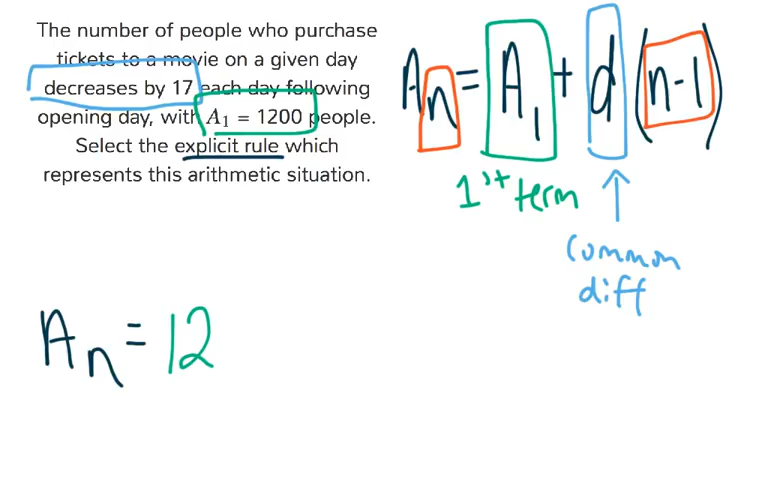 The number of people who purchase
tickets to a movie on a given day
decreases by 17 each day following
opening day, with A₁ = 1200 people.
Select the explicit rule which
represents this arithmetic situation.
Aₙ = A₁ + d (n-1)
1st term
common
diff
Aₙ = 12